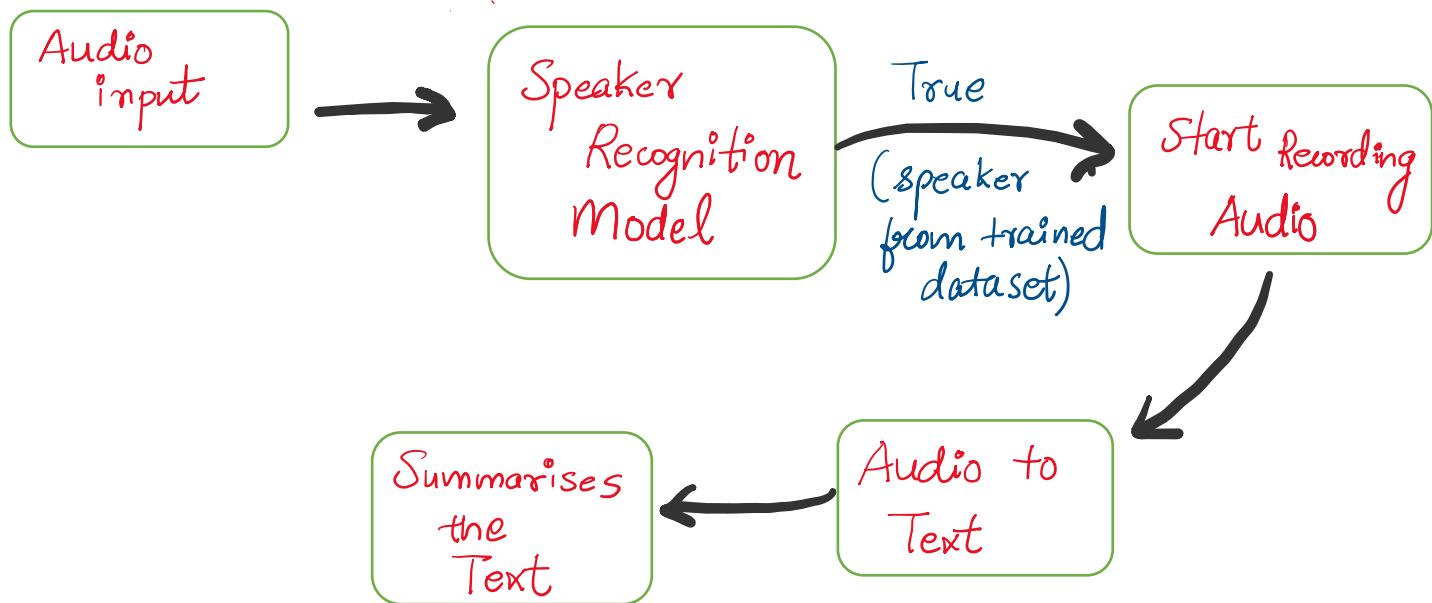 Audio
input
Speaker
Recognition
Model
True
(speaker
from trained
dataset)
Start Recording
Audio
Audio to
Text
Summarises
the
Text